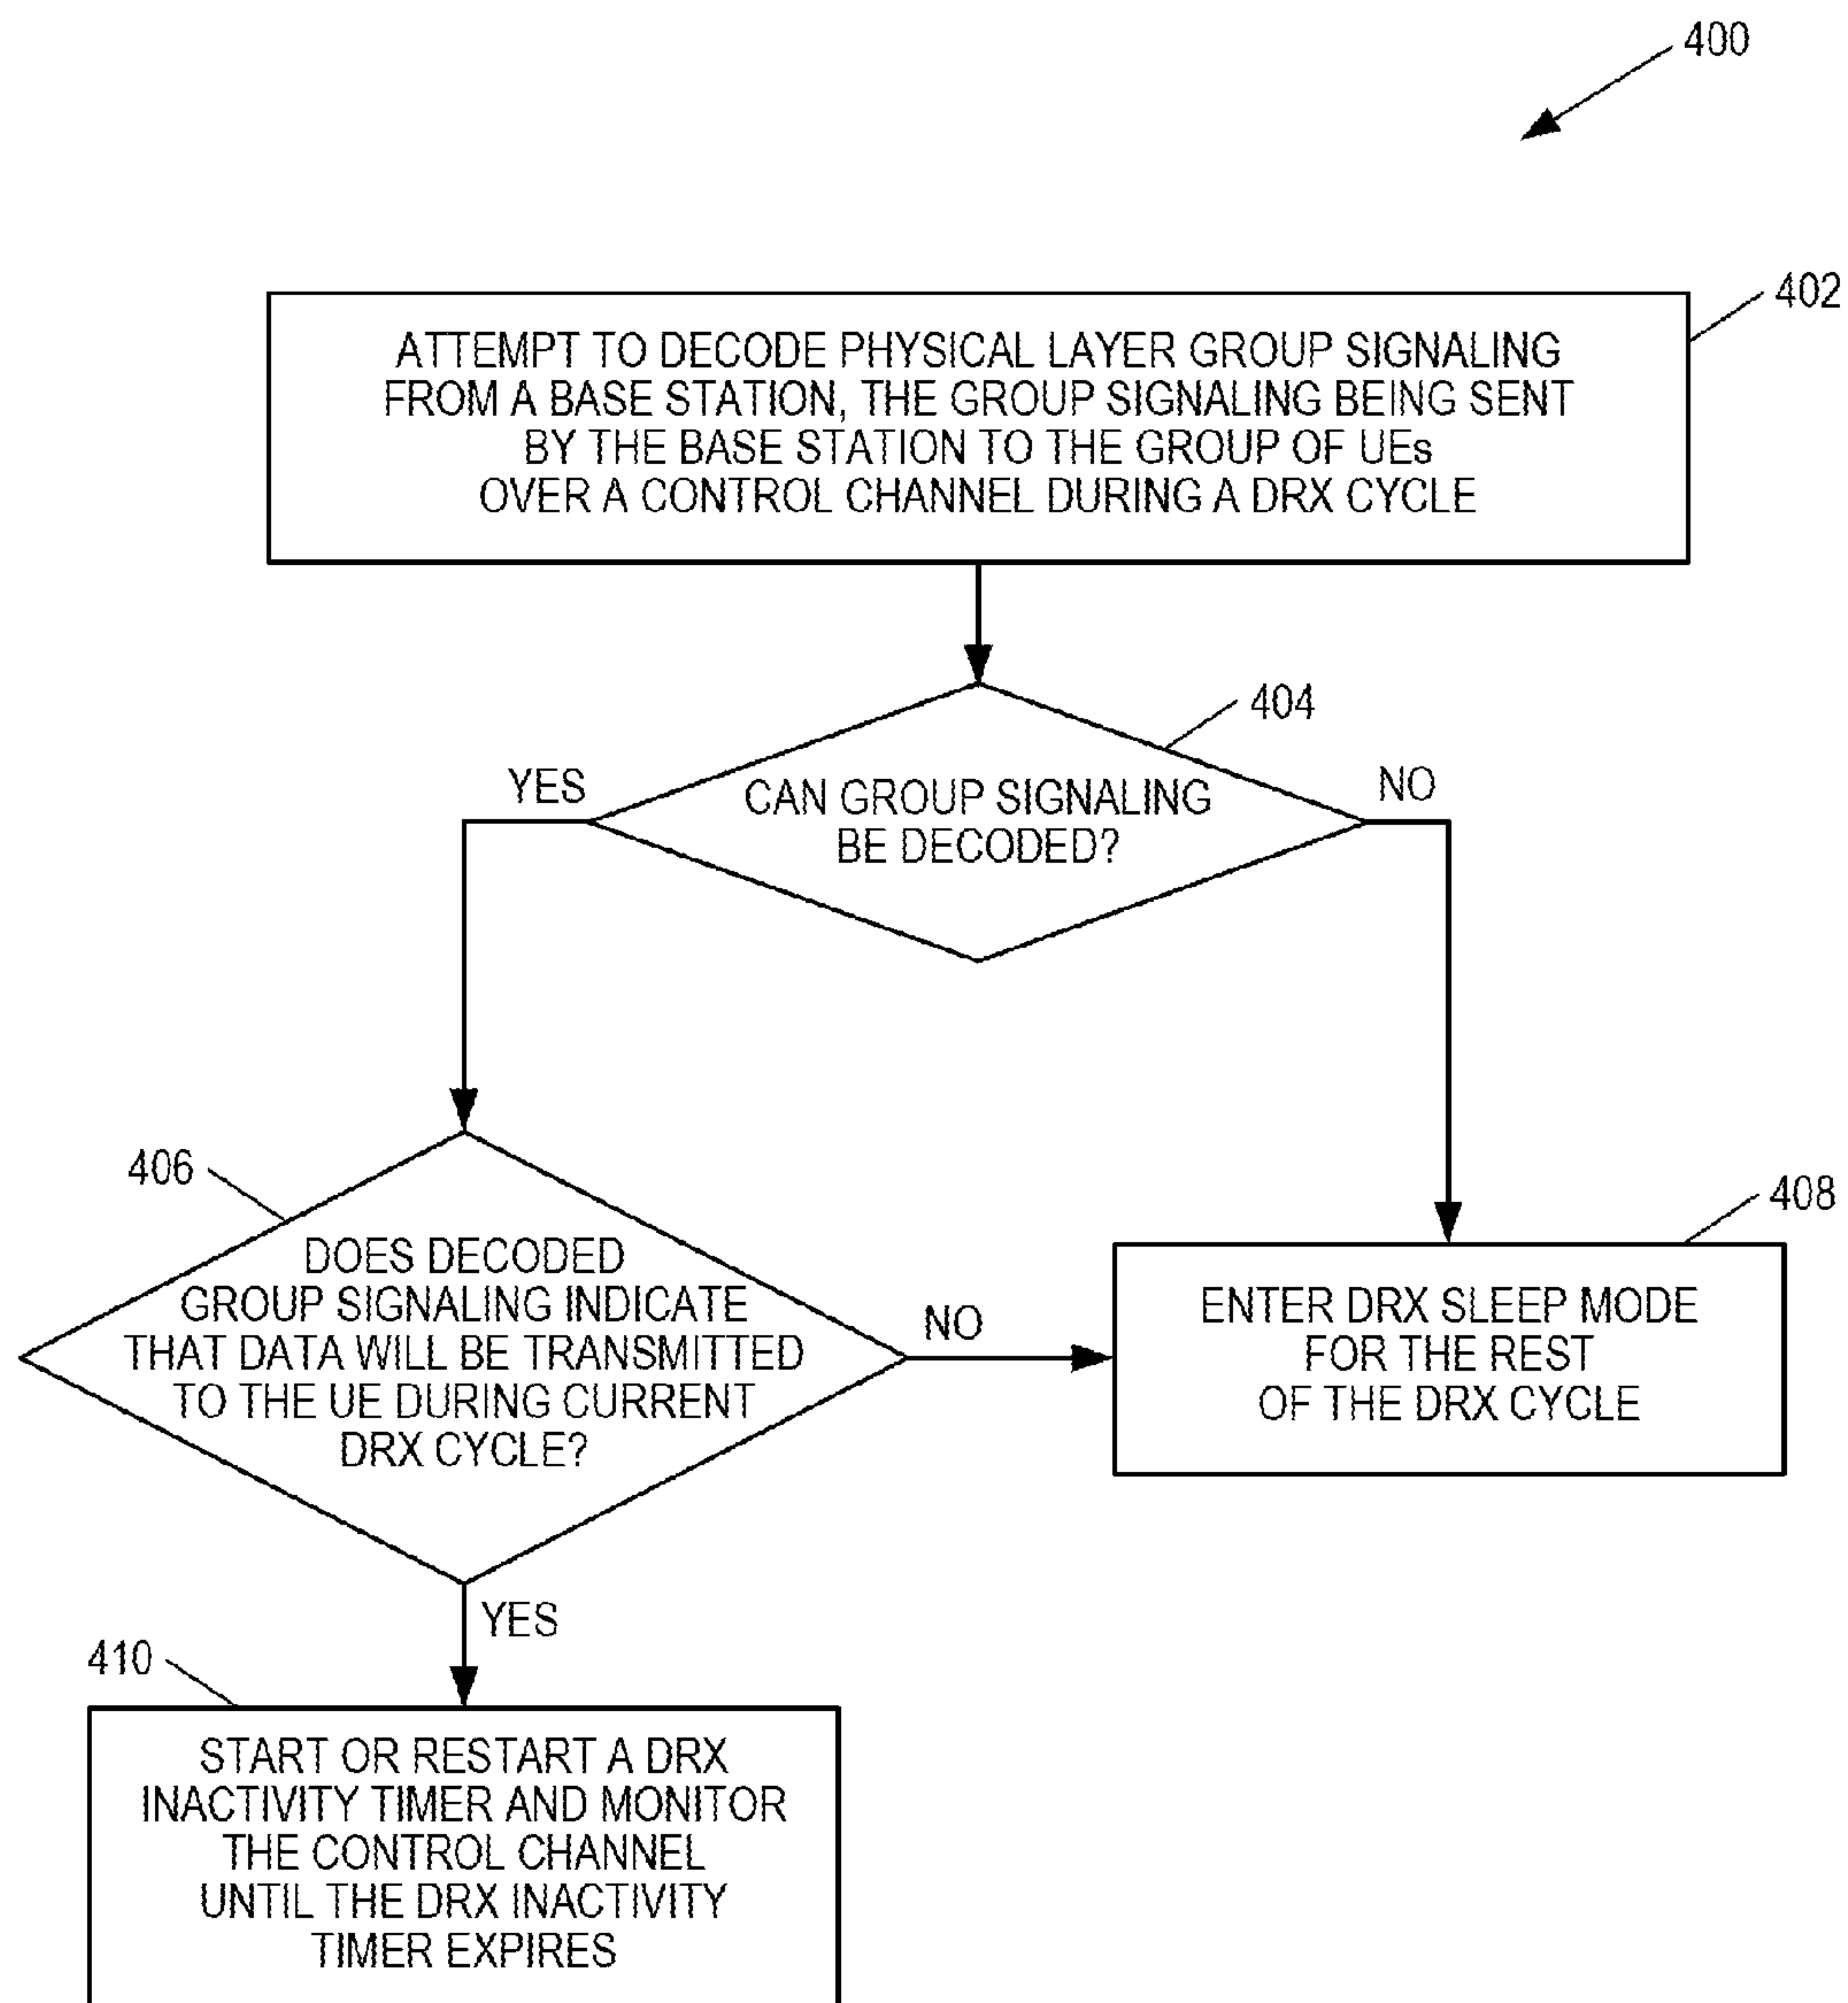 400
402
ATTEMPT TO DECODE PHYSICAL LAYER GROUP SIGNALING
FROM A BASE STATION, THE GROUP SIGNALING BEING SENT
BY THE BASE STATION TO THE GROUP OF UEs
OVER A CONTROL CHANNEL DURING A DRX CYCLE
404
YES
NO
CAN GROUP SIGNALING
BE DECODED?
406
408
DOES DECODED
GROUP SIGNALING INDICATE
THAT DATA WILL BE TRANSMITTED
TO THE UE DURING CURRENT
DRX CYCLE?
NO
ENTER DRX SLEEP MODE
FOR THE REST
OF THE DRX CYCLE
YES
410
START OR RESTART A DRX
INACTIVITY TIMER AND MONITOR
THE CONTROL CHANNEL
UNTIL THE DRX INACTIVITY
TIMER EXPIRES